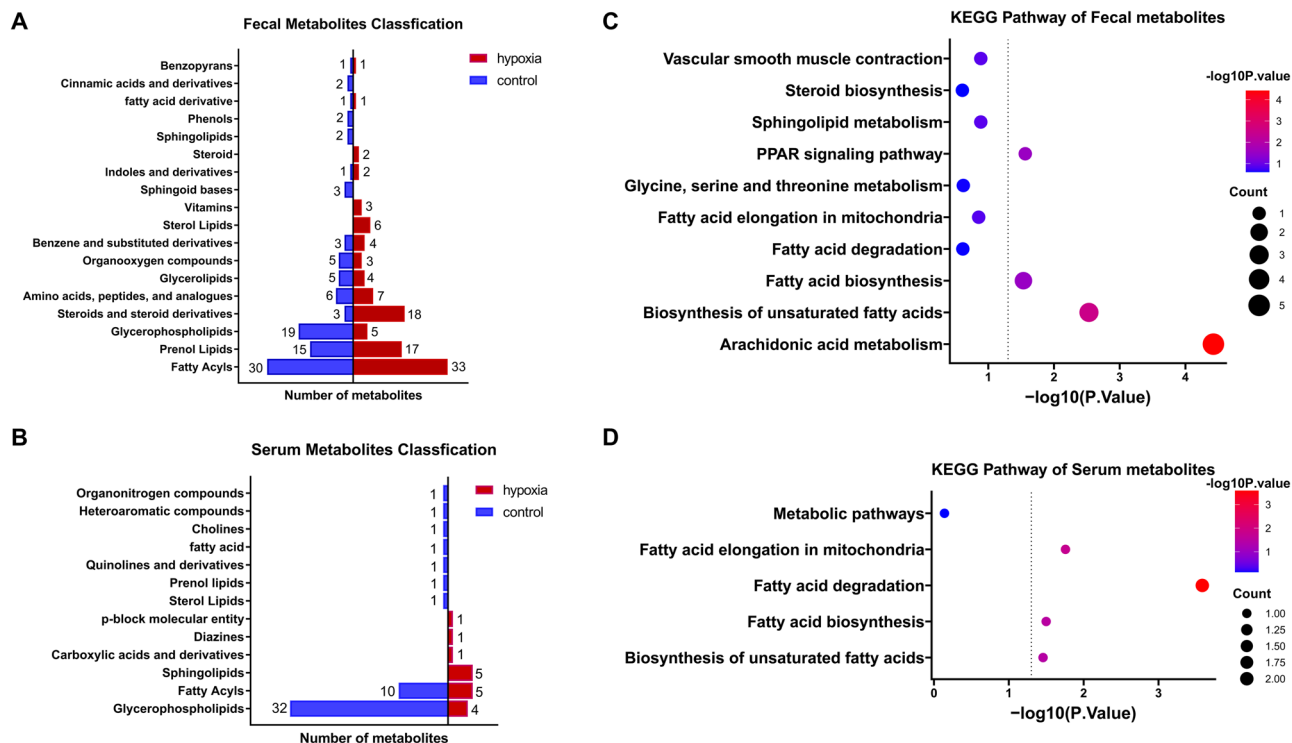 A
Fecal Metabolites Classfication
hypoxia
control
Benzopyrans 1 1
Cinnamic acids and derivatives 2
fatty acid derivative 1 1
Phenols 2
Sphingolipids 2
Steroid 2
Indoles and derivatives 1 2
Sphingoid bases 3
Vitamins 3
Sterol Lipids 6
Benzene and substituted derivatives 3 4
Organooxygen compounds 5 3
Glycerolipids 5 4
Amino acids, peptides, and analogues 6 7
Steroids and steroid derivatives 3 18
Glycerophospholipids 19 5
Prenol Lipids 15 17
Fatty Acyls 30 33
Number of metabolites
B
Serum Metabolites Classfication
hypoxia
control
Organonitrogen compounds 1
Heteroaromatic compounds 1
Cholines 1
fatty acid 1
Quinolines and derivatives 1
Prenol lipids 1
Sterol Lipids 1
p-block molecular entity 1
Diazines 1
Carboxylic acids and derivatives 1
Sphingolipids 5
Fatty Acyls 10 5
Glycerophospholipids 32 4
Number of metabolites
C
KEGG Pathway of Fecal metabolites
Vascular smooth muscle contraction
Steroid biosynthesis
Sphingolipid metabolism
PPAR signaling pathway
Glycine, serine and threonine metabolism
Fatty acid elongation in mitochondria
Fatty acid degradation
Fatty acid biosynthesis
Biosynthesis of unsaturated fatty acids
Arachidonic acid metabolism
1 2 3 4
−log10(P.Value)
-log10P.value
4
3
2
1
Count
1
2
3
4
5
D
KEGG Pathway of Serum metabolites
Metabolic pathways
Fatty acid elongation in mitochondria
Fatty acid degradation
Fatty acid biosynthesis
Biosynthesis of unsaturated fatty acids
0 1 2 3
−log10(P.Value)
-log10P.value
3
2
1
Count
1.00
1.25
1.50
1.75
2.00